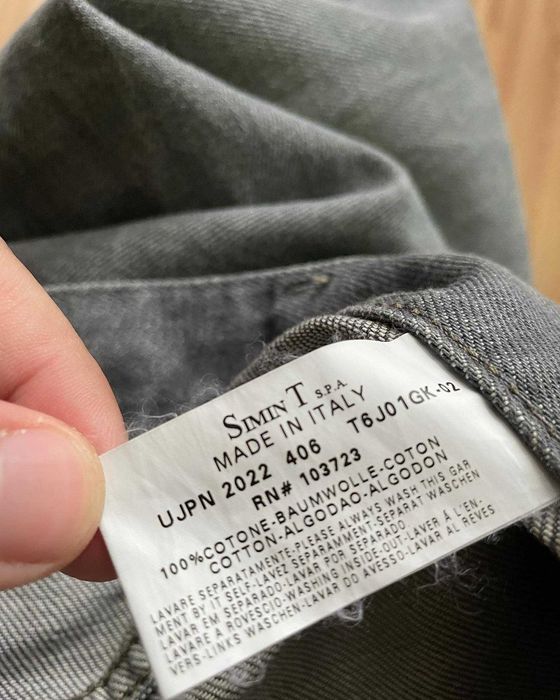 SIMINT S.P.A.
MADE IN ITALY
UJPN 2022 406 T6J01GK-02
RN# 103723
100%COTONE-BAUMWOLLE-COTON
COTTON-ALGODAO-ALGODON
LAVARE SEPARATAMENTE-PLEASE ALWAYS WASH THIS GAR
MENT BY IT SELF-LAVEZ SEPARAMMENT-SEPARAT WASCHEN
LAVAR EM SEPARADO-LAVAR POR SEPARADO
LAVARE A ROVESCIO-WASHING INSIDE-OUT-LAVER À L'EN-
VERS-LINKS WASCHEN-LAVAR DO AVESSO-LAVAR AL REVES